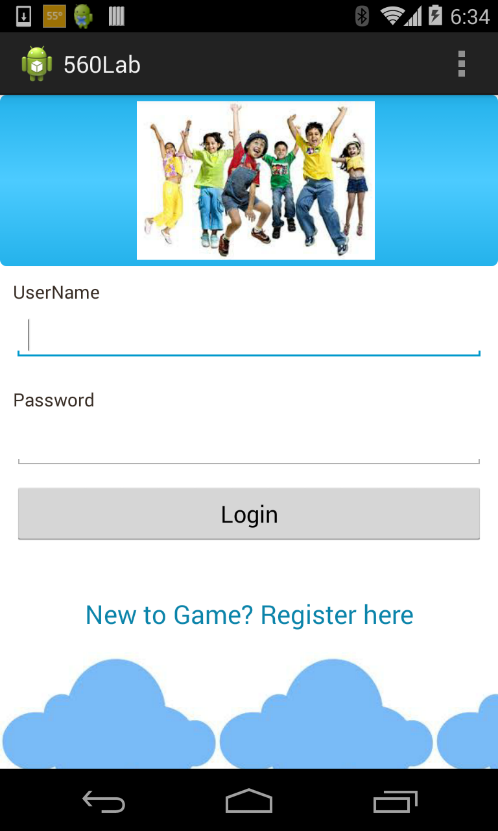 55° 6:34
560Lab
UserName
Password
Login
New to Game? Register here